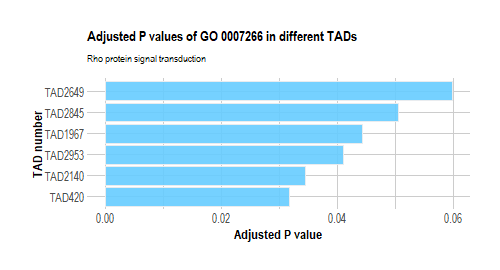 Adjusted P values of GO 0007266 in different TADs
Rho protein signal transduction
TAD number
TAD2649
TAD2845
TAD1967
TAD2953
TAD2140
TAD420
0.00 0.02 0.04 0.06
Adjusted P value